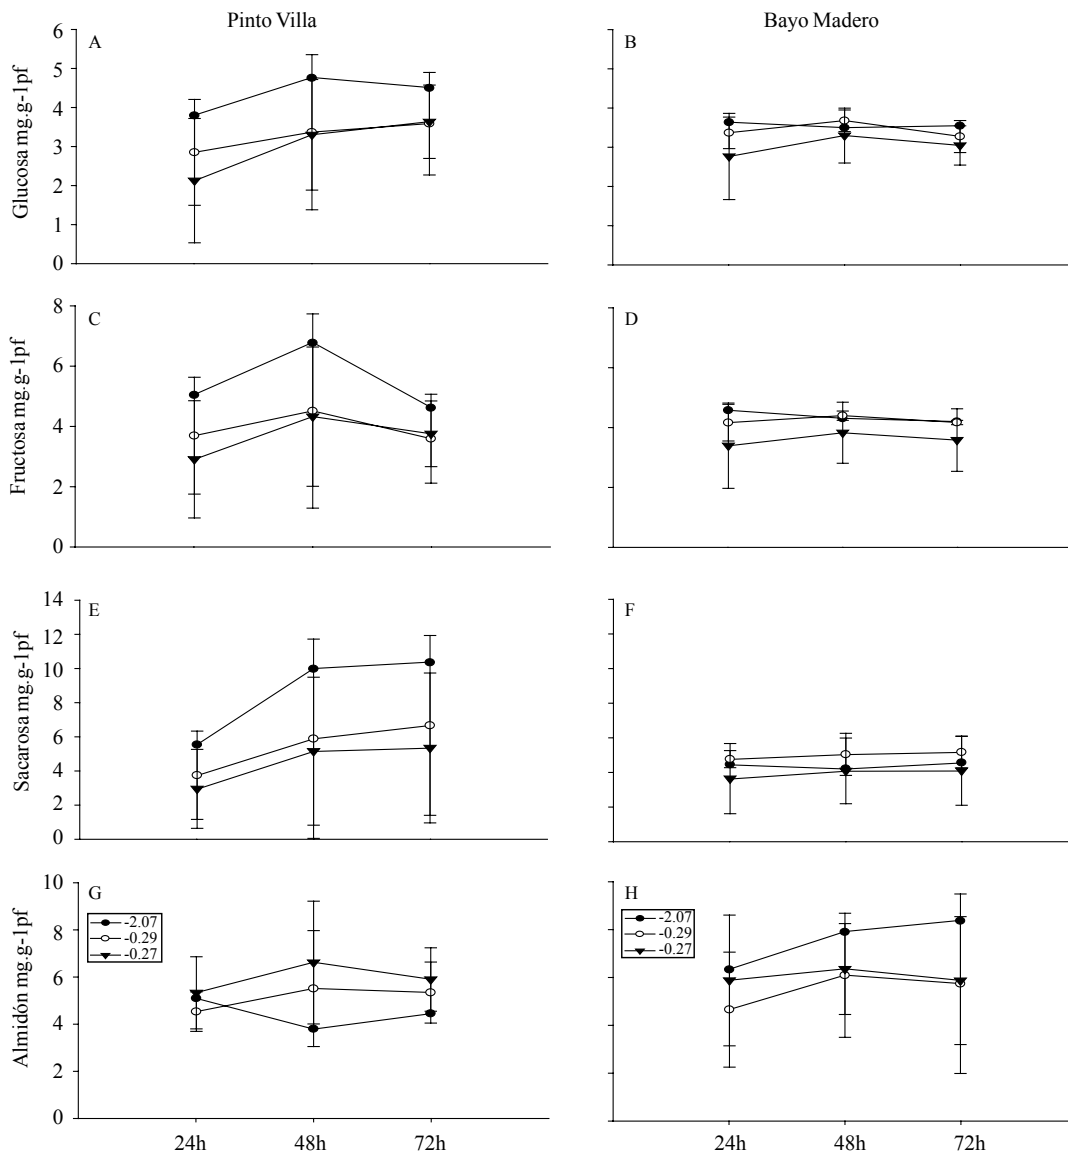 Pinto Villa
Bayo Madero
A
B
Glucosa mg.g-1pf
6
5
4
3
2
1
0
C
D
Fructosa mg.g-1pf
8
6
4
2
0
E
F
Sacarosa mg.g-1pf
14
12
10
8
6
4
2
0
G
H
Almidón mg.g-1pf
10
8
6
4
2
0
-2.07
-0.29
-0.27
-2.07
-0.29
-0.27
24h 48h 72h
24h 48h 72h